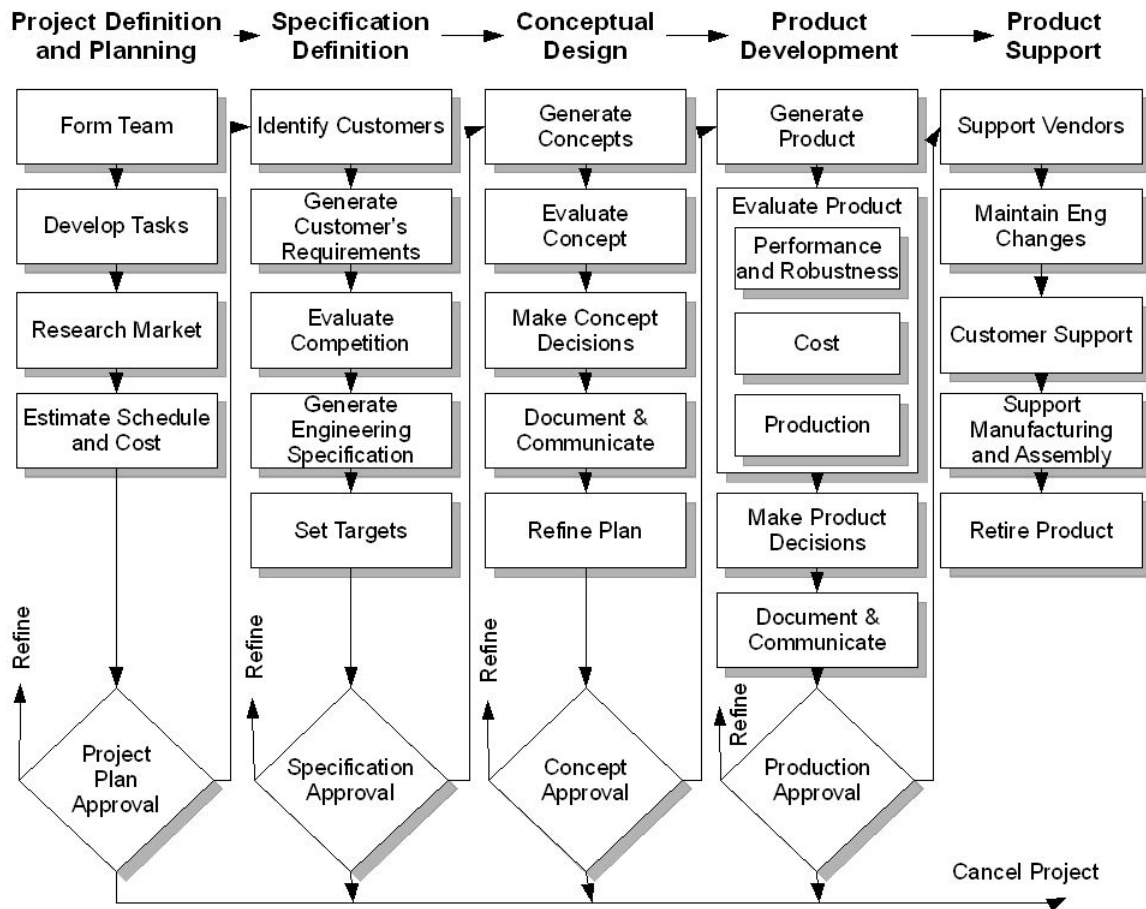 Project Definition
and Planning
Specification
Definition
Conceptual
Design
Product
Development
Product
Support
Form Team
Develop Tasks
Research Market
Estimate Schedule
and Cost
Refine
Project
Plan
Approval
Identify Customers
Generate
Customer's
Requirements
Evaluate
Competition
Generate
Engineering
Specification
Set Targets
Refine
Specification
Approval
Generate
Concepts
Evaluate
Concept
Make Concept
Decisions
Document &
Communicate
Refine Plan
Refine
Concept
Approval
Generate
Product
Evaluate Product
Performance
and Robustness
Cost
Production
Make Product
Decisions
Document &
Communicate
Refine
Production
Approval
Support Vendors
Maintain Eng
Changes
Customer Support
Support
Manufacturing
and Assembly
Retire Product
Cancel Project